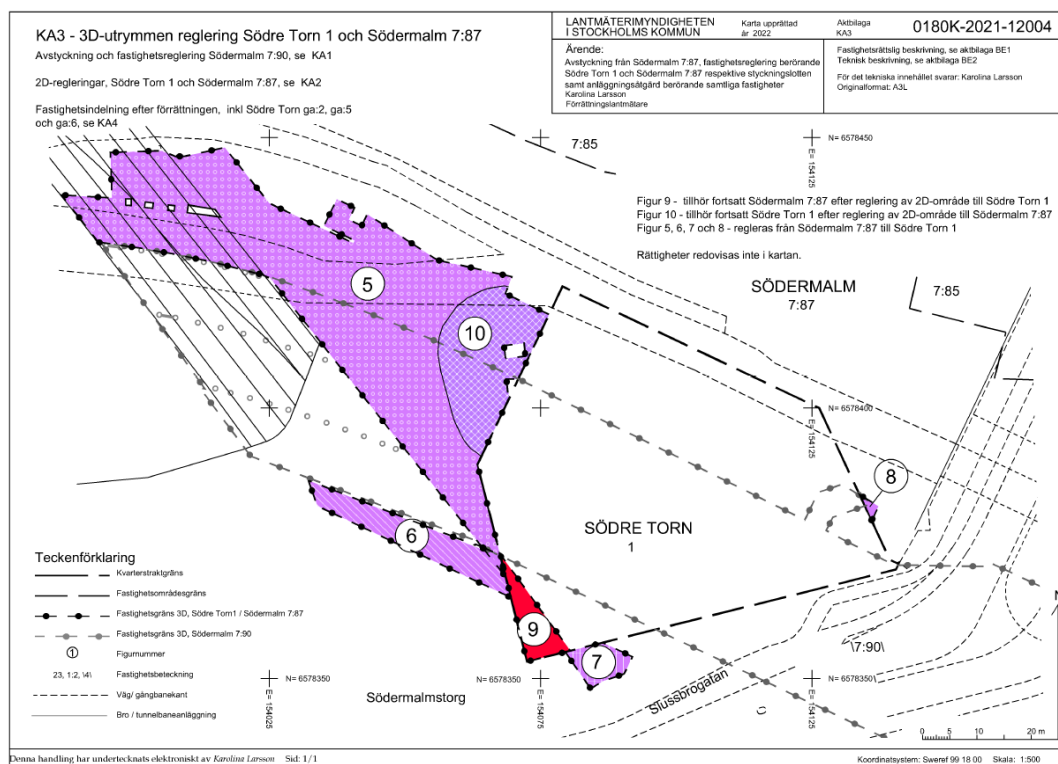 KA3 - 3D-utrymmen reglering Södre Torn 1 och Södermalm 7:87
Avstyckning och fastighetsreglering Södermalm 7:90, se KA1
2D-regleringar, Södre Torn 1 och Södermalm 7:87, se KA2
Fastighetsindelning efter förrättningen, inkl Södre Torn ga:2, ga:5
och ga:6, se KA4
LANTMÄTERIMYNDIGHETEN
I STOCKHOLMS KOMMUN
Karta upprättad
år 2022
Aktbilaga
KA3
0180K-2021-12004
Ärende:
Avstyckning från Södermalm 7:87, fastighetsreglering berörande
Södre Torn 1 och Södermalm 7:87 respektive styckningslotten
samt anläggningsåtgärd berörande samtliga fastigheter
Karolina Larsson
Förrättningslantmätare
Fastighetsrättslig beskrivning, se aktbilaga BE1
Teknisk beskrivning, se aktbilaga BE2
För det tekniska innehållet svarar: Karolina Larsson
Originalformat: A3L
7:85
N= 6578450
E= 154125
Figur 9 - tillhör fortsatt Södermalm 7:87 efter reglering av 2D-område till Södre Torn 1
Figur 10 - tillhör fortsatt Södre Torn 1 efter reglering av 2D-område till Södermalm 7:87
Figur 5, 6, 7 och 8 - regleras från Södermalm 7:87 till Södre Torn 1
Rättigheter redovisas inte i kartan.
SÖDERMALM
7:87
7:85
5
10
N= 6578400
E= 154125
8
SÖDRE TORN
1
6
9
7
\7:90\
Slussbrogatan
Södermalmstorg
N= 6578350
E= 154025
N= 6578350
E= 154075
N= 6578350
E= 154125
N
Teckenförklaring
Kvarterstraktgräns
Fastighetsområdesgräns
Fastighetsgräns 3D, Södre Torn1 / Södermalm 7:87
Fastighetsgräns 3D, Södermalm 7:90
1 Figurnummer
23, 1:2, \4\ Fastighetsbeteckning
Väg/ gångbanekant
Bro / tunnelbaneanläggning
0 5 10 20 m
Denna handling har undertecknats elektroniskt av Karolina Larsson Sid: 1/1
Koordinatsystem: Sweref 99 18 00 Skala: 1:500